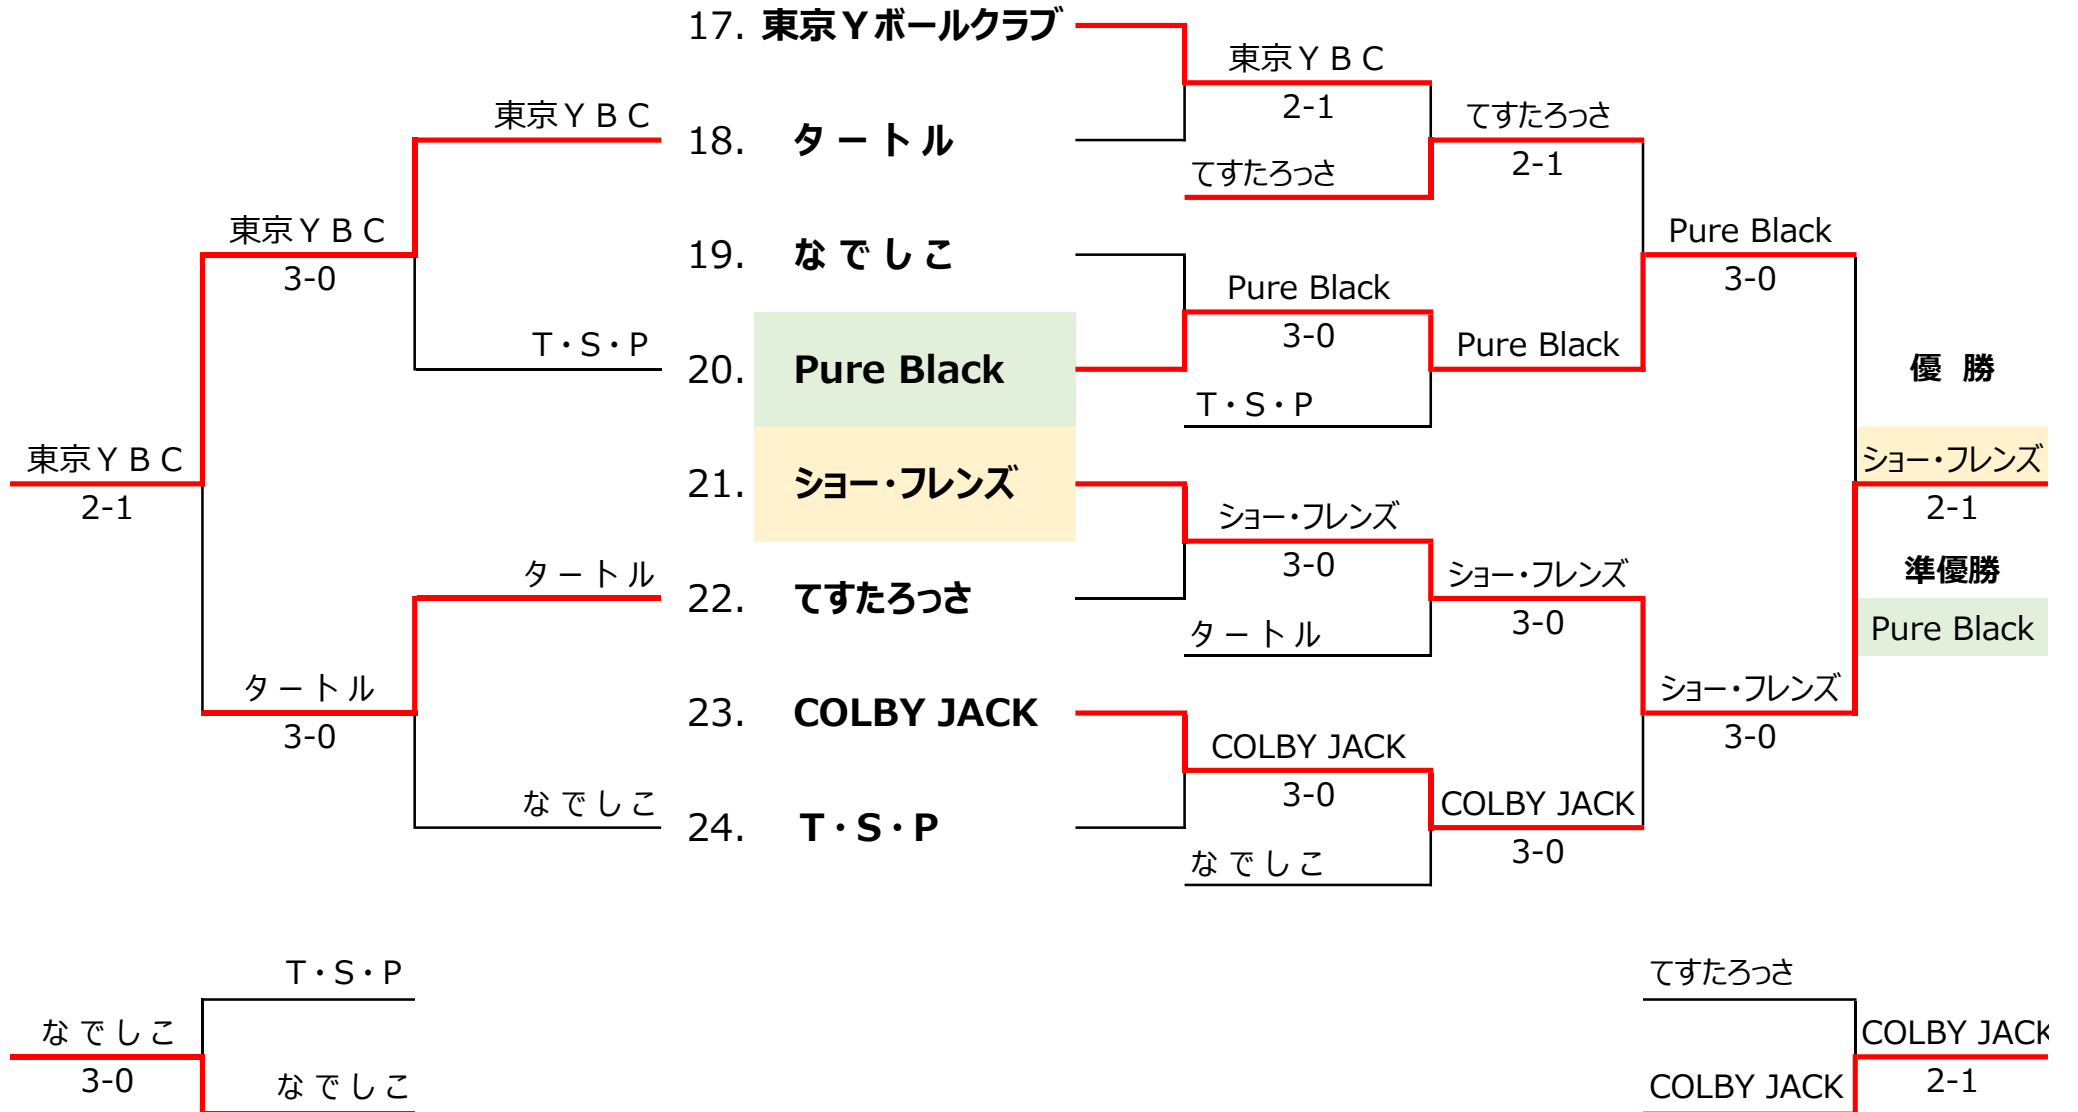 17. 東京Yボールクラブ
東京ＹＢＣ
東京ＹＢＣ
2-1
てすたろっさ
18. タートル
2-1
てすたろっさ
東京ＹＢＣ
Pure Black
19. なでしこ
3-0
3-0
Pure Black
3-0
T・S・P
Pure Black
20. Pure Black
優 勝
T・S・P
東京ＹＢＣ
ショー・フレンズ
21. ショー・フレンズ
2-1
2-1
ショー・フレンズ
3-0
タートル
ショー・フレンズ
準優勝
22. てすたろっさ
3-0
Pure Black
タートル
タートル
ショー・フレンズ
23. COLBY JACK
3-0
3-0
COLBY JACK
3-0
なでしこ
COLBY JACK
24. T・S・P
3-0
なでしこ
T・S・P
てすたろっさ
なでしこ
COLBY JACK
3-0
なでしこ
COLBY JACK
2-1